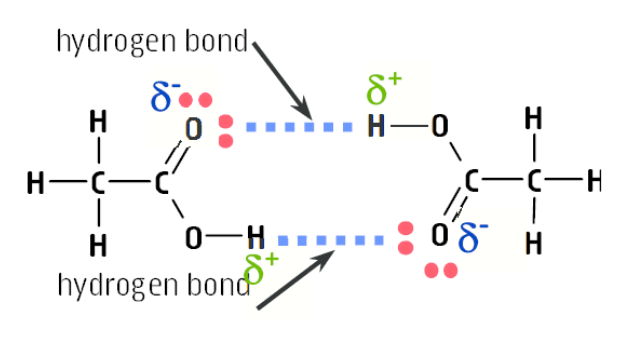 hydrogen bond
δ- δ+
H O H O H
H C C C C H
H O H O δ- H
δ+
hydrogen bond